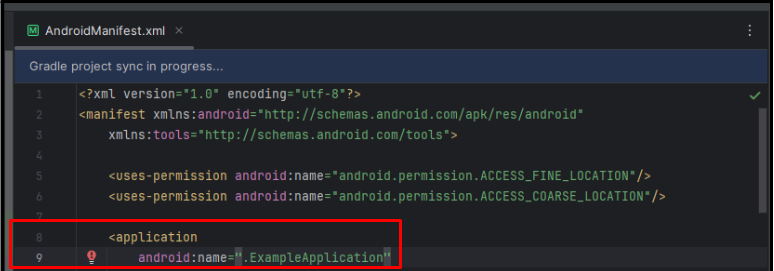 AndroidManifest.xml
Gradle project sync in progress...
1 <?xml version="1.0" encoding="utf-8"?>
2 <manifest xmlns:android="http://schemas.android.com/apk/res/android"
3 xmlns:tools="http://schemas.android.com/tools">
4
5 <uses-permission android:name="android.permission.ACCESS_FINE_LOCATION"/>
6 <uses-permission android:name="android.permission.ACCESS_COARSE_LOCATION"/>
7
8 <application
9 android:name=".ExampleApplication"